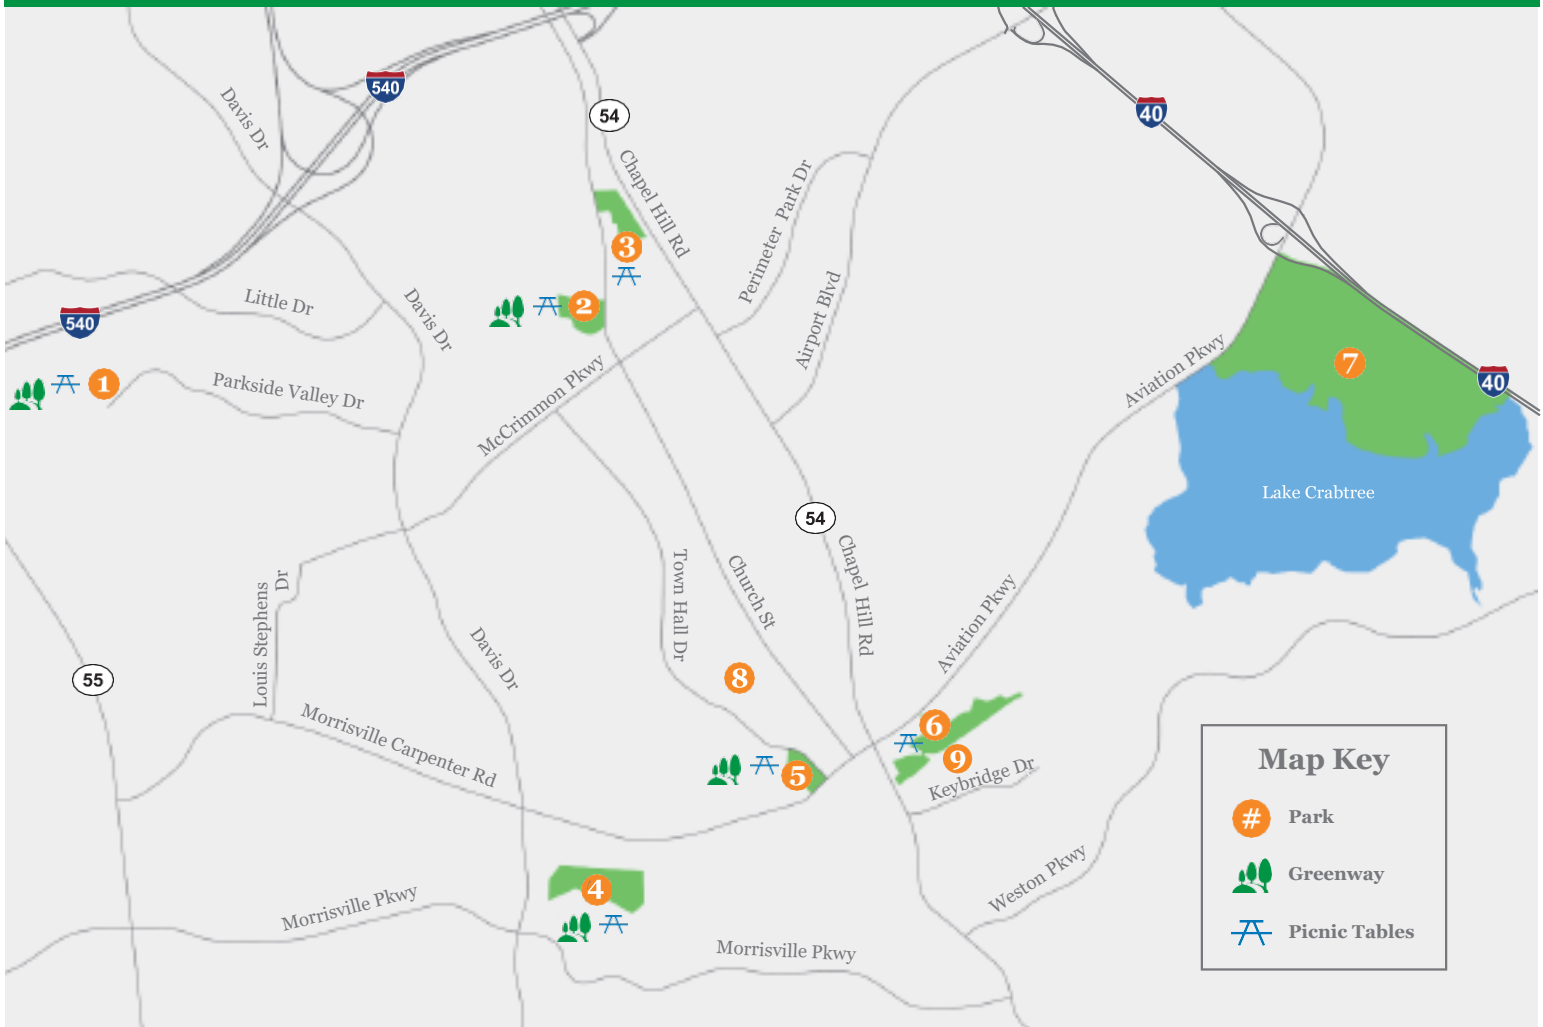 540
40
Davis Dr
54
Chapel Hill Rd
Perimeter Park Dr
3
Little Dr
2
Davis Dr
Airport Blvd
540
1
Parkside Valley Dr
McCrimmon Pkwy
Aviation Pkwy
7
40
Lake Crabtree
54
Louis Stephens
Dr
Town Hall Dr
Church St
Chapel Hill Rd
Aviation Pkwy
Davis Dr
55
8
Morrisville Carpenter Rd
6
9
5
Keybridge Dr
4
Morrisville Pkwy
Morrisville Pkwy
Weston Pkwy
Map Key
# Park
Greenway
Picnic Tables